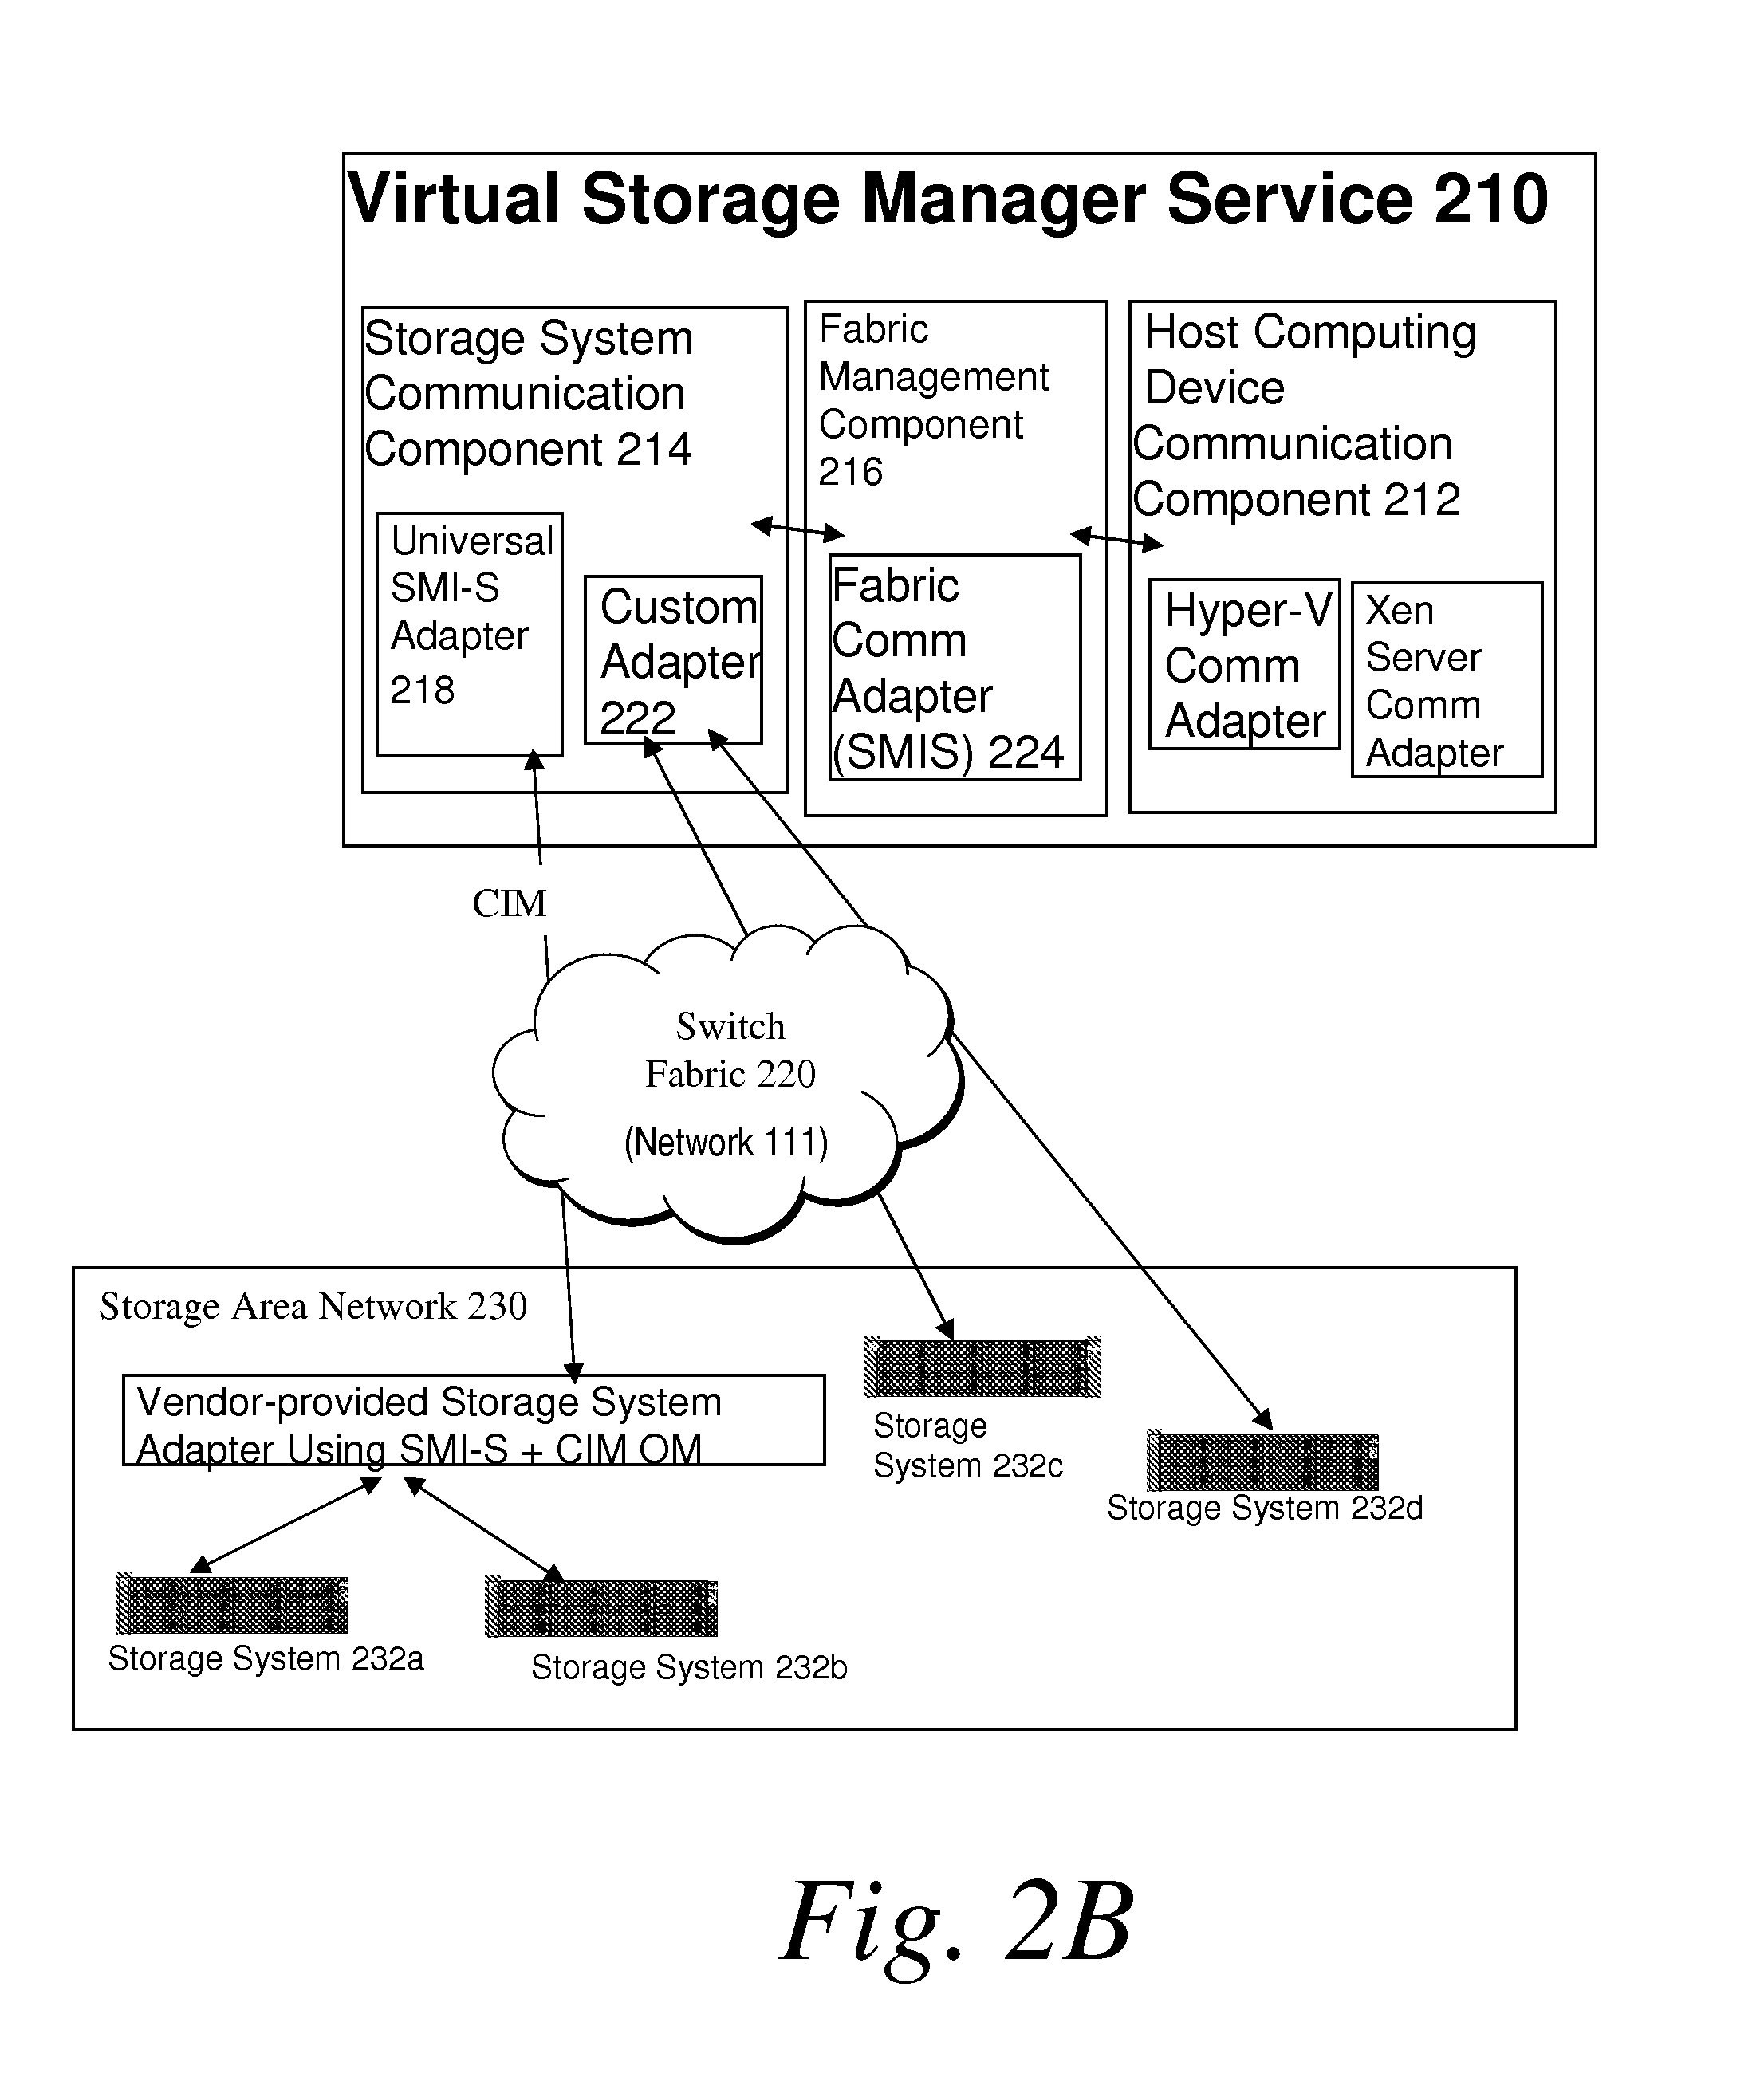 Virtual Storage Manager Service 210
Storage System
Communication
Component 214
Universal
SMI-S
Adapter
218
Custom
Adapter
222
Fabric
Management
Component
216
Fabric
Comm
Adapter
(SMIS) 224
Host Computing
Device
Communication
Component 212
Hyper-V
Comm
Adapter
Xen
Server
Comm
Adapter
CIM
Switch
Fabric 220
(Network 111)
Storage Area Network 230
Vendor-provided Storage System
Adapter Using SMI-S + CIM OM
Storage
System 232c
Storage System 232d
Storage System 232a
Storage System 232b
Fig. 2B